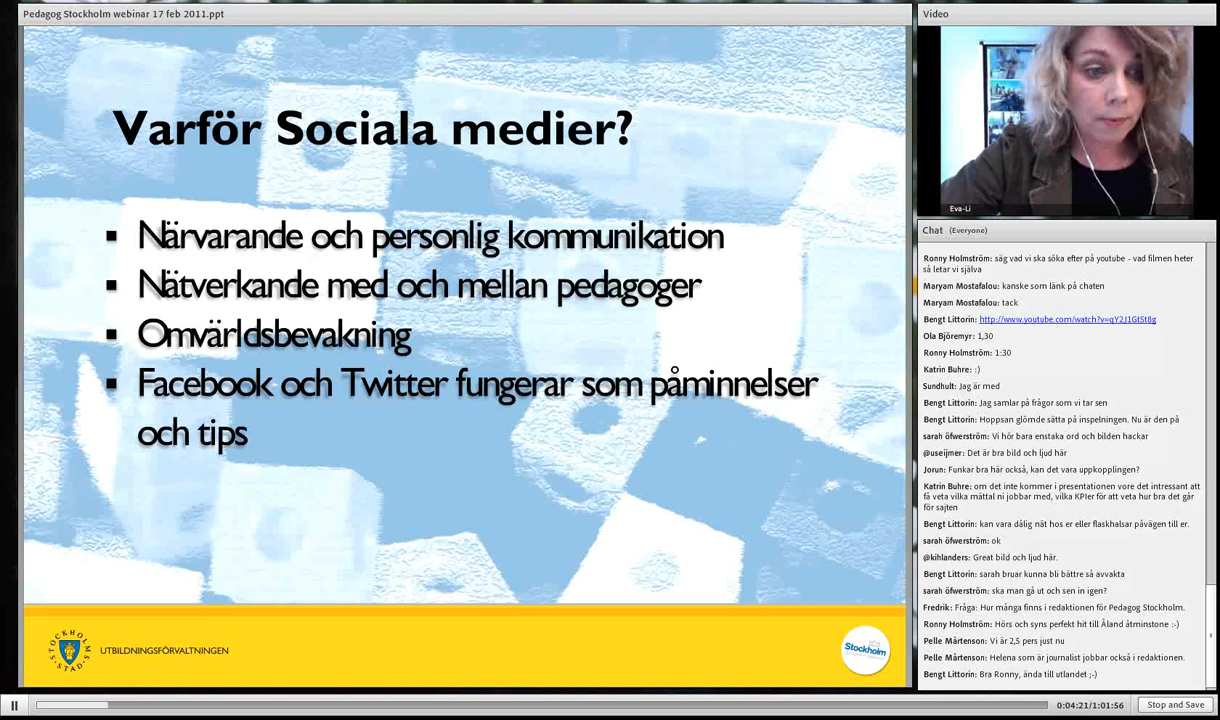 Pedagog Stockholm webinar 17 feb 2011.ppt
Varför Sociala medier?
▪ Närvarande och personlig kommunikation
▪ Nätverkande med och mellan pedagoger
▪ Omvärldsbevakning
▪ Facebook och Twitter fungerar som påminnelser
och tips
STOCKHOLMS STAD
UTBILDNINGSFÖRVALTNINGEN
Stockholm
Video
Eva-Li
Chat (Everyone)
Ronny Holmström: säg vad vi ska söka efter på youtube - vad filmen heter
så letar vi själva
Maryam Mostafalou: kanske som länk på chaten
Maryam Mostafalou: tack
Bengt Littorin: http://www.youtube.com/watch?v=qY2J1GtSt8g
Ola Björemyr: 1,30
Ronny Holmström: 1:30
Katrin Buhre: :)
Sundhult: Jag är med
Bengt Littorin: Jag samlar på frågor som vi tar sen
Bengt Littorin: Hoppsan glömde sätta på inspelningen. Nu är den på
sarah öfwerström: Vi hör bara enstaka ord och bilden hackar
@useijmer: Det är bra bild och ljud här
Jorun: Funkar bra här också, kan det vara uppkopplingen?
Katrin Buhre: om det inte kommer i presentationen vore det intressant att
få veta vilka mättal ni jobbar med, vilka KPIer för att veta hur bra det går
för sajten
Bengt Littorin: kan vara dålig nät hos er eller flaskhalsar påvägen till er.
sarah öfwerström: ok
@kihlanders: Great bild och ljud här.
Bengt Littorin: sarah bruar kunna bli bättre så avvakta
sarah öfwerström: ska man gå ut och sen in igen?
Fredrik: Fråga: Hur många finns i redaktionen för Pedagog Stockholm.
Ronny Holmström: Hörs och syns perfekt hit till Åland åtminstone :-)
Pelle Mårtenson: Vi är 2,5 pers just nu
Pelle Mårtenson: Helena som är journalist jobbar också i redaktionen.
Bengt Littorin: Bra Ronny, ända till utlandet ;-)
0:04:21/1:01:56
Stop and Save